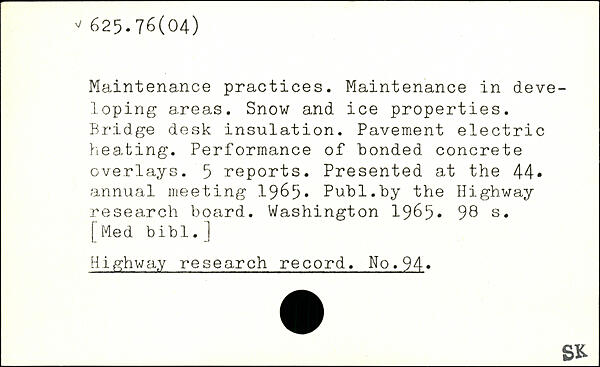 v 625.76(04)
Maintenance practices. Maintenance in deve-
loping areas. Snow and ice properties.
Bridge desk insulation. Pavement electric
heating. Performance of bonded concrete
overlays. 5 reports. Presented at the 44.
annual meeting 1965. Publ.by the Highway
research board. Washington 1965. 98 s.
[Med bibl.]
Highway research record. No.94.
SK